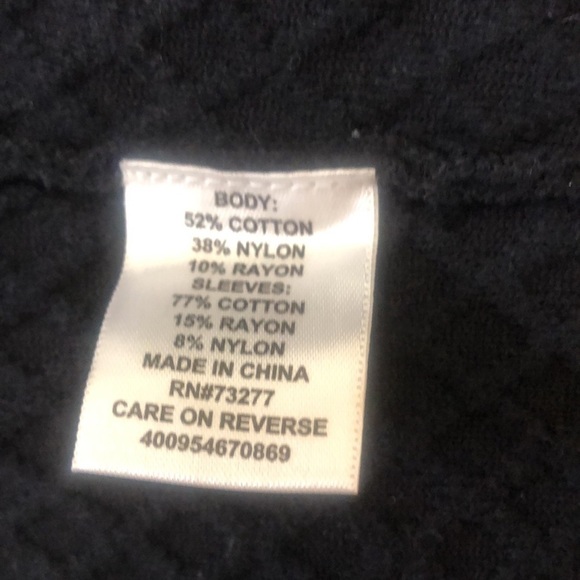 BODY:
52% COTTON
38% NYLON
10% RAYON
SLEEVES:
77% COTTON
15% RAYON
8% NYLON
MADE IN CHINA
RN#73277
CARE ON REVERSE
400954670869